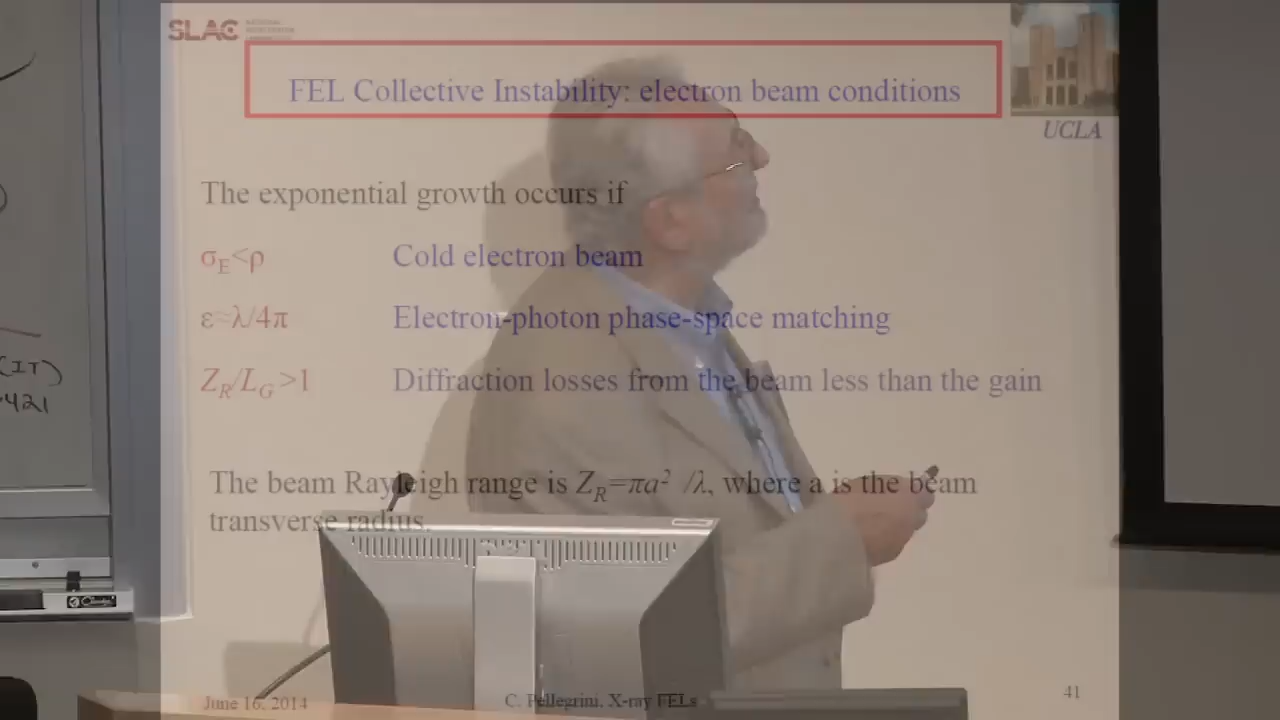 SLAC NATIONAL ACCELERATOR LABORATORY
FEL Collective Instability: electron beam conditions
UCLA
The exponential growth occurs if
σE<ρ Cold electron beam
ε≈λ/4π Electron-photon phase-space matching
ZR/LG >1 Diffraction losses from the beam less than the gain
(IT)
421
The beam Rayleigh range is ZR=πa² /λ, where a is the beam
transverse radius.
June 16, 2014
C. Pellegrini, X-ray FELs
41